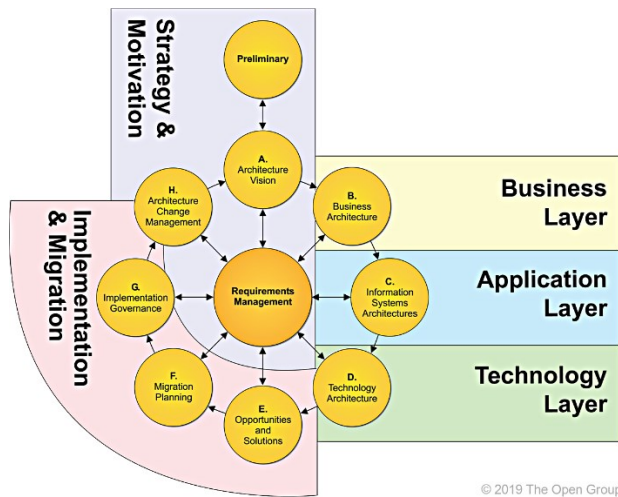 Strategy &
Motivation
Preliminary
A.
Architecture
Vision
H.
Architecture
Change
Management
B.
Business
Architecture
Business
Layer
Implementation
& Migration
G.
Implementation
Governance
Requirements
Management
C.
Information
Systems
Architectures
Application
Layer
F.
Migration
Planning
E.
Opportunities
and
Solutions
D.
Technology
Architecture
Technology
Layer
© 2019 The Open Group